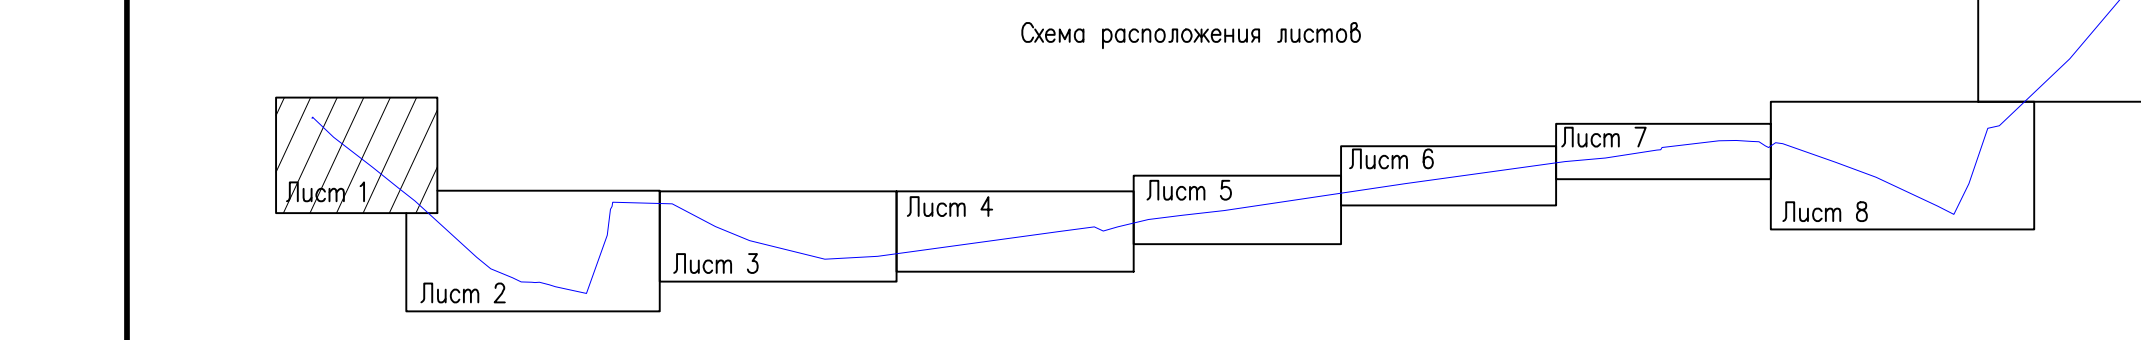 Схема расположения листов
Лист 1
Лист 2
Лист 3
Лист 4
Лист 5
Лист 6
Лист 7
Лист 8